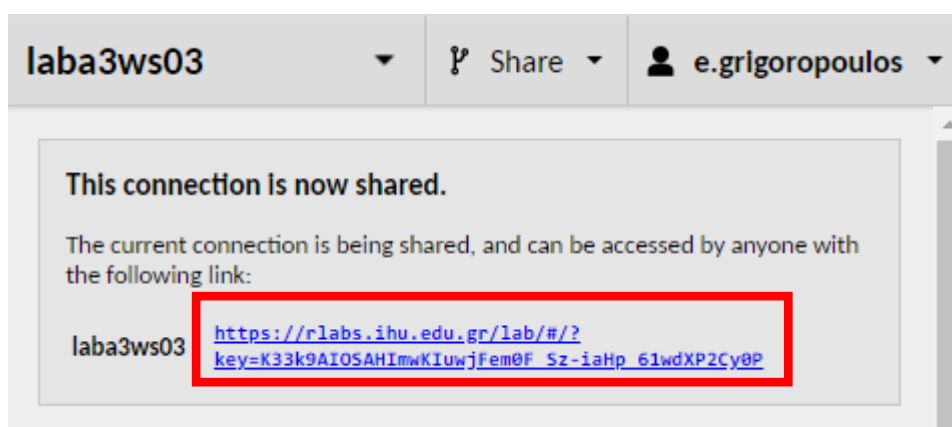 laba3ws03 Share e.grigoropoulos
This connection is now shared.
The current connection is being shared, and can be accessed by anyone with
the following link:
laba3ws03
https://rlabs.ihu.edu.gr/lab/#/?
key=K33k9AIOSAHImwKIuwjFem0F_Sz-iaHp_61wdXP2Cy0P